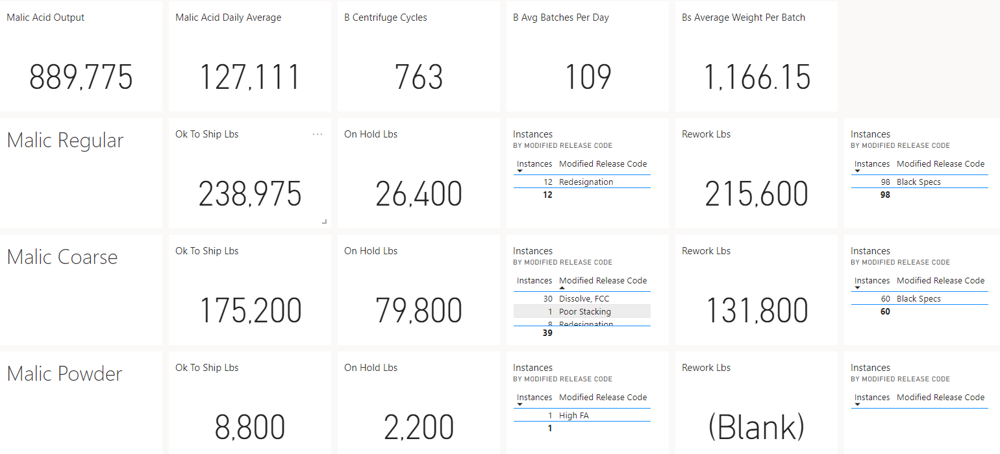 Malic Acid Output
889,775
Malic Acid Daily Average
127,111
B Centrifuge Cycles
763
B Avg Batches Per Day
109
Bs Average Weight Per Batch
1,166.15
Malic Regular
Ok To Ship Lbs
...
238,975
On Hold Lbs
26,400
Instances
BY MODIFIED RELEASE CODE
Instances Modified Release Code
12 Redesignation
12
Rework Lbs
215,600
Instances
BY MODIFIED RELEASE CODE
Instances Modified Release Code
98 Black Specs
98
Malic Coarse
Ok To Ship Lbs
175,200
On Hold Lbs
79,800
Instances
BY MODIFIED RELEASE CODE
Instances Modified Release Code
30 Dissolve, FCC
1 Poor Stacking
8 Redesignation
39
Rework Lbs
131,800
Instances
BY MODIFIED RELEASE CODE
Instances Modified Release Code
60 Black Specs
60
Malic Powder
Ok To Ship Lbs
8,800
On Hold Lbs
2,200
Instances
BY MODIFIED RELEASE CODE
Instances Modified Release Code
1 High FA
1
Rework Lbs
(Blank)
Instances
BY MODIFIED RELEASE CODE
Instances Modified Release Code